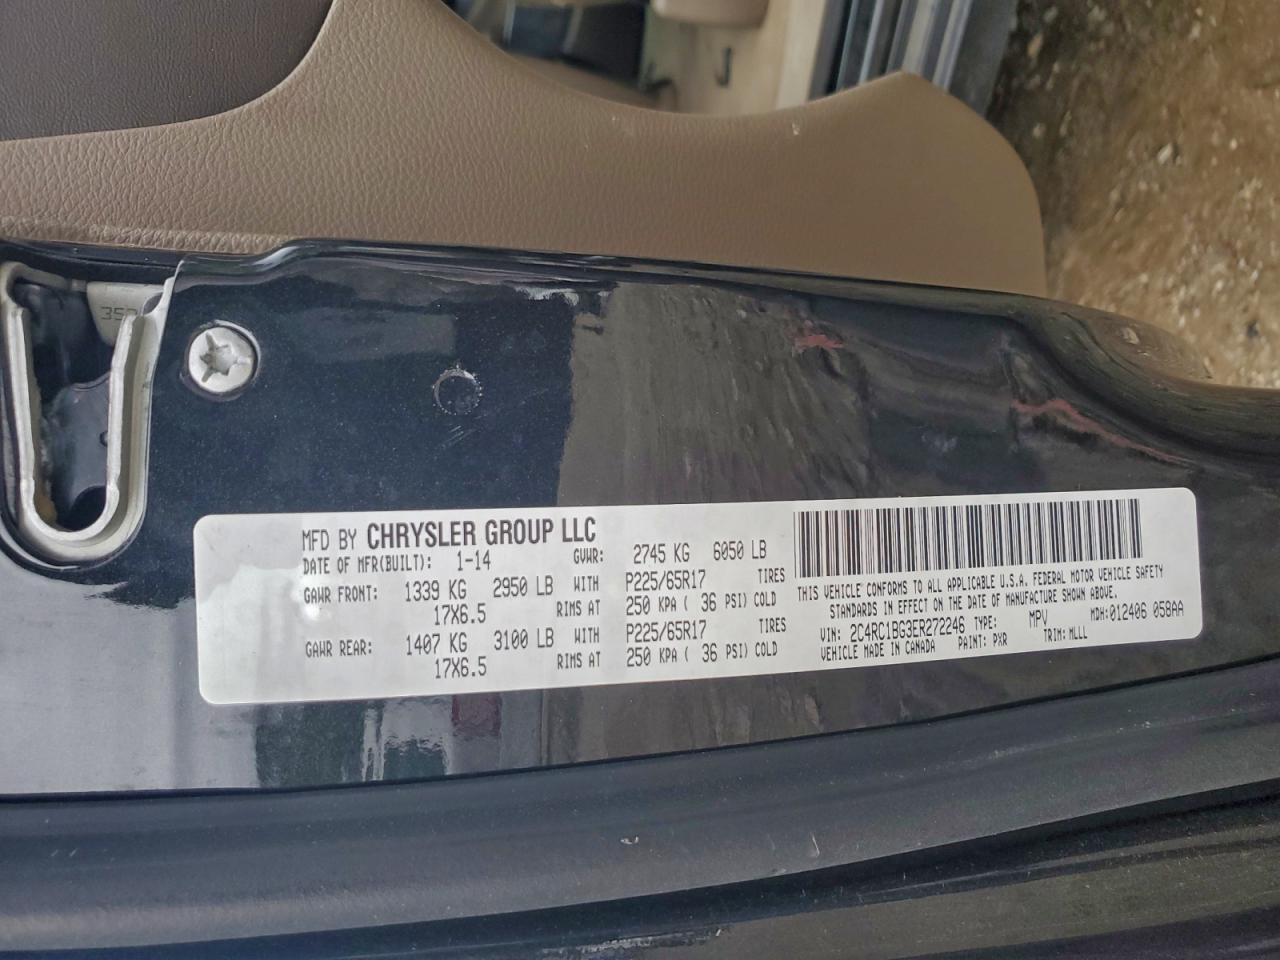 MFD BY CHRYSLER GROUP LLC
DATE OF MFR(BUILT): 1-14 GVWR: 2745 KG 6050 LB
GAWR FRONT: 1339 KG 2950 LB WITH P225/65R17 TIRES
17X6.5 RIMS AT 250 KPA ( 36 PSI) COLD
GAWR REAR: 1407 KG 3100 LB WITH P225/65R17 TIRES
17X6.5 RIMS AT 250 KPA ( 36 PSI) COLD
THIS VEHICLE CONFORMS TO ALL APPLICABLE U.S.A. FEDERAL MOTOR VEHICLE SAFETY
STANDARDS IN EFFECT ON THE DATE OF MANUFACTURE SHOWN ABOVE.
VIN: 2C4RC1BG3ER272246 TYPE: MPV MDH:012406 058AA
VEHICLE MADE IN CANADA PAINT: PXR TRIM: MLLL